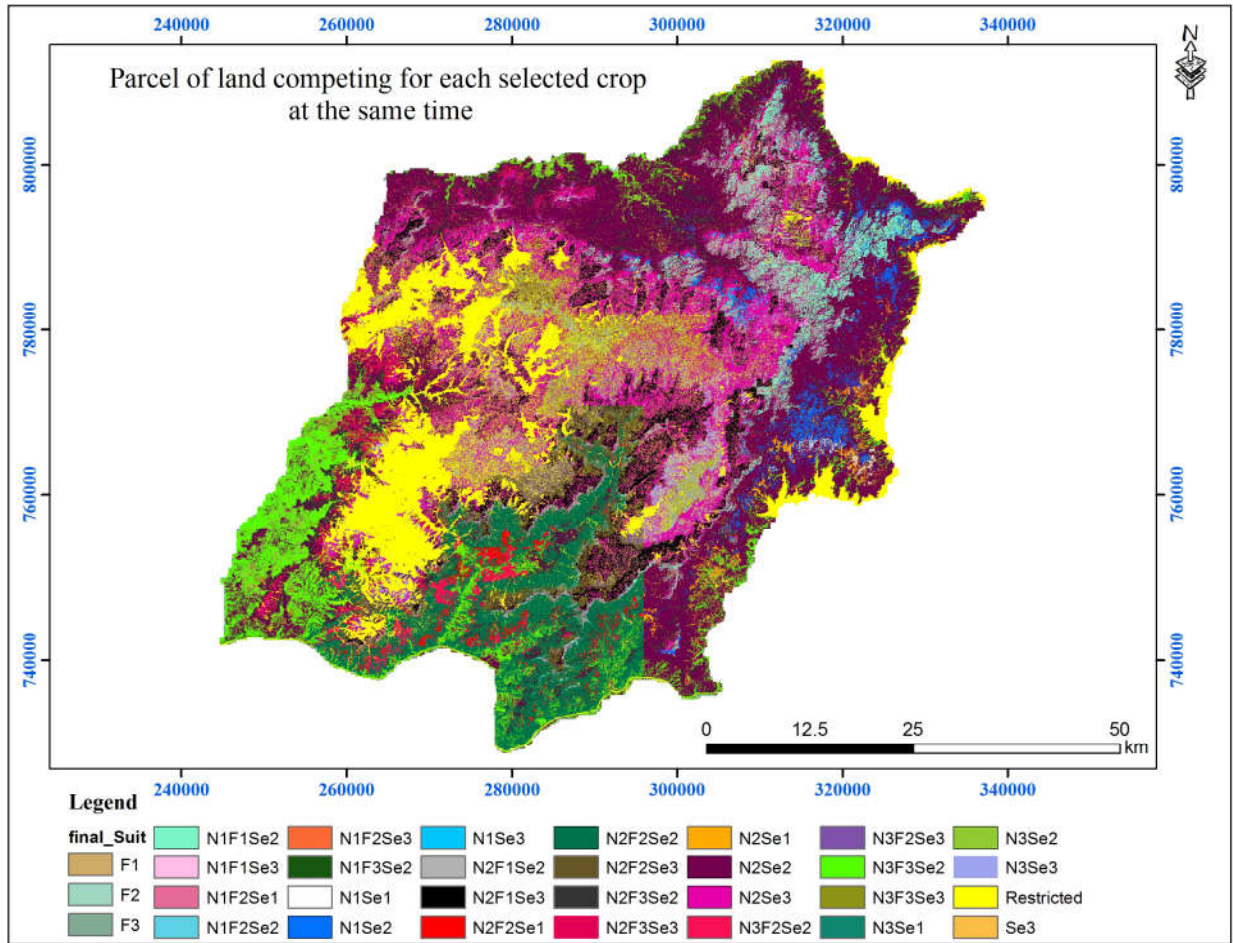 240000 260000 280000 300000 320000 340000
N
Parcel of land competing for each selected crop
at the same time
800000 800000
780000 780000
760000 760000
740000 740000
0 12.5 25 50
km
240000 260000 280000 300000 320000 340000
Legend
final_Suit N1F1Se2 N1F2Se3 N1Se3 N2F2Se2 N2Se1 N3F2Se3 N3Se2
F1 N1F1Se3 N1F3Se2 N2F1Se2 N2F2Se3 N2Se2 N3F3Se2 N3Se3
F2 N1F2Se1 N1Se1 N2F1Se3 N2F3Se2 N2Se3 N3F3Se3 Restricted
F3 N1F2Se2 N1Se2 N2F2Se1 N2F3Se3 N3F2Se2 N3Se1 Se3